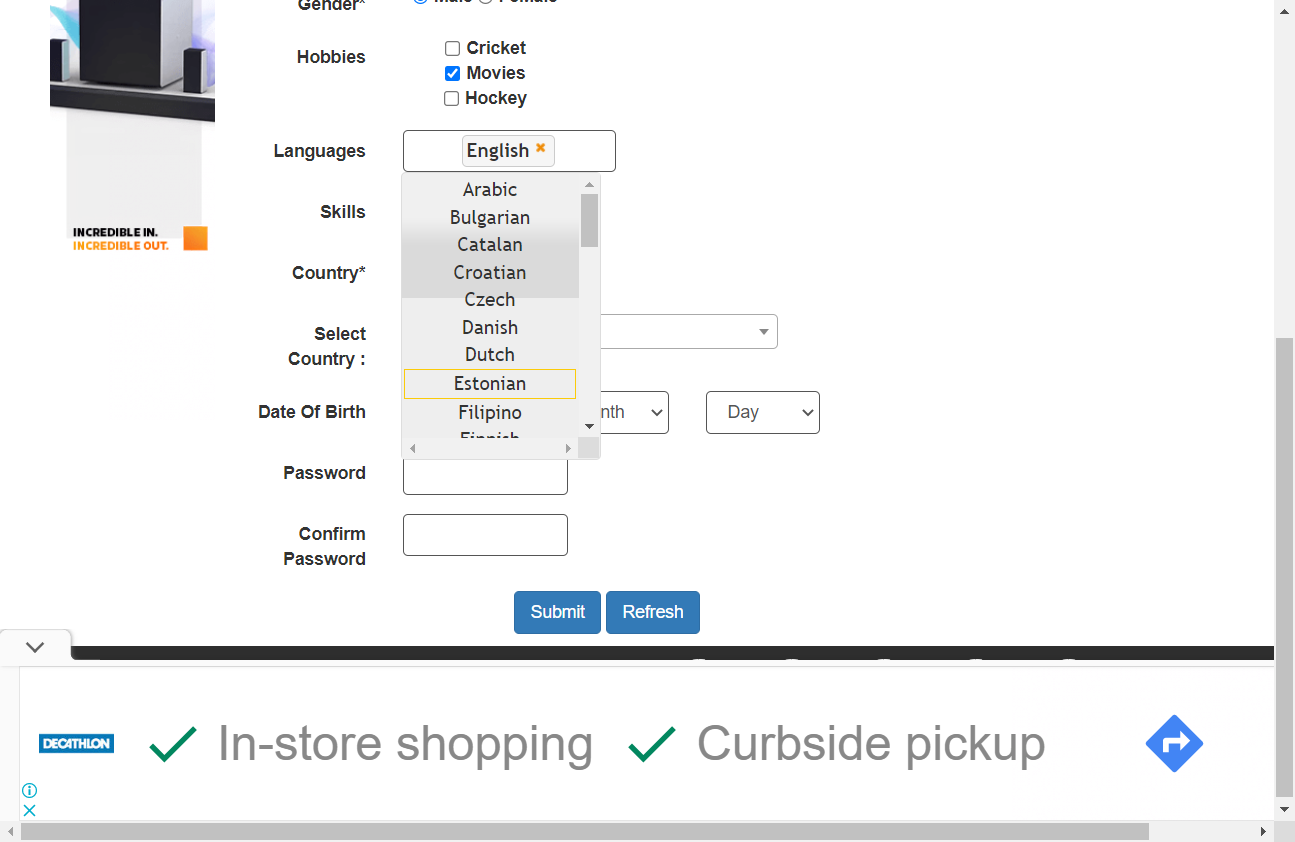 Gender*
Male Female
Hobbies
Cricket
Movies
Hockey
Languages
English
Arabic
Bulgarian
Catalan
Croatian
Czech
Danish
Dutch
Estonian
Filipino
Finnish
Skills
Country*
Select
Country :
Date Of Birth
nth
Day
Password
Confirm
Password
Submit
Refresh
INCREDIBLE IN.
INCREDIBLE OUT.
DECATHLON
In-store shopping
Curbside pickup